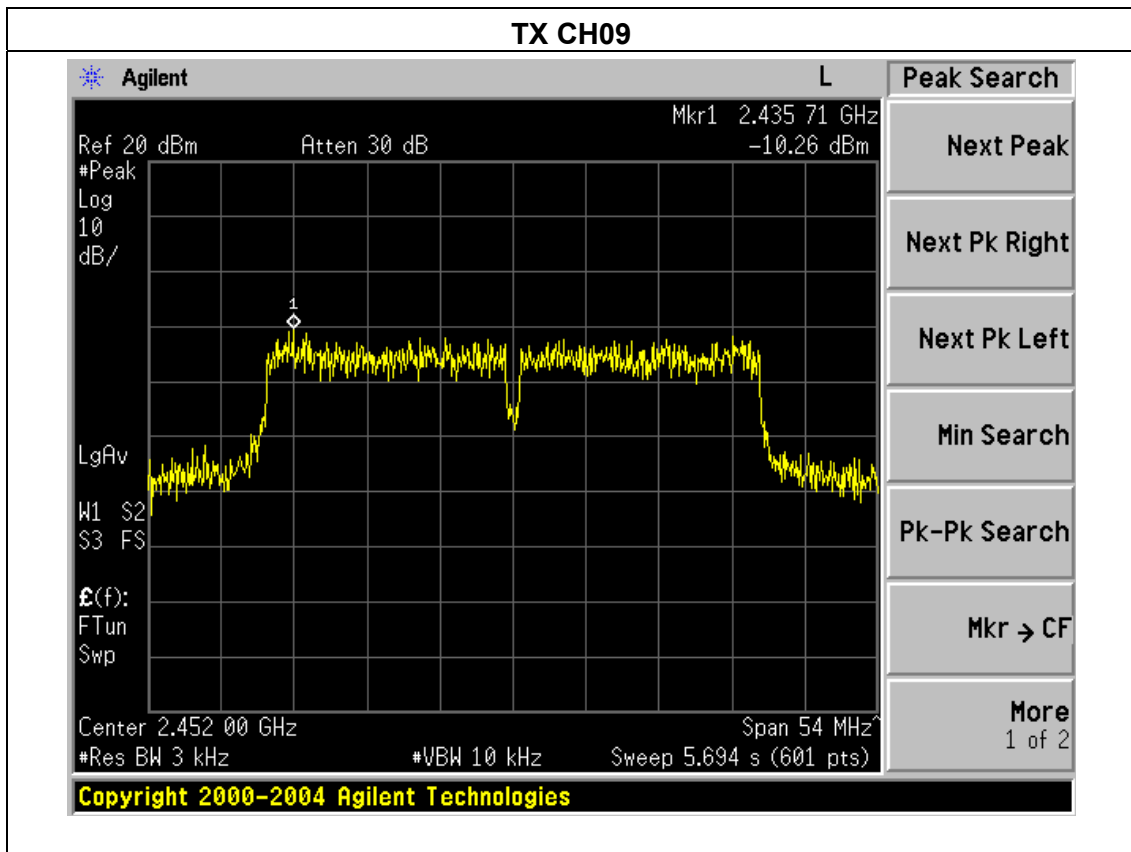 TX CH09
Agilent L Peak Search
Mkr1 2.435 71 GHz
Ref 20 dBm Atten 30 dB -10.26 dBm
#Peak
Log
10
dB/
1
LgAv
W1 S2
S3 FS
£(f):
FTun
Swp
Center 2.452 00 GHz Span 54 MHz^
#Res BW 3 kHz #VBW 10 kHz Sweep 5.694 s (601 pts)
Copyright 2000-2004 Agilent Technologies
Next Peak
Next Pk Right
Next Pk Left
Min Search
Pk-Pk Search
Mkr → CF
More
1 of 2